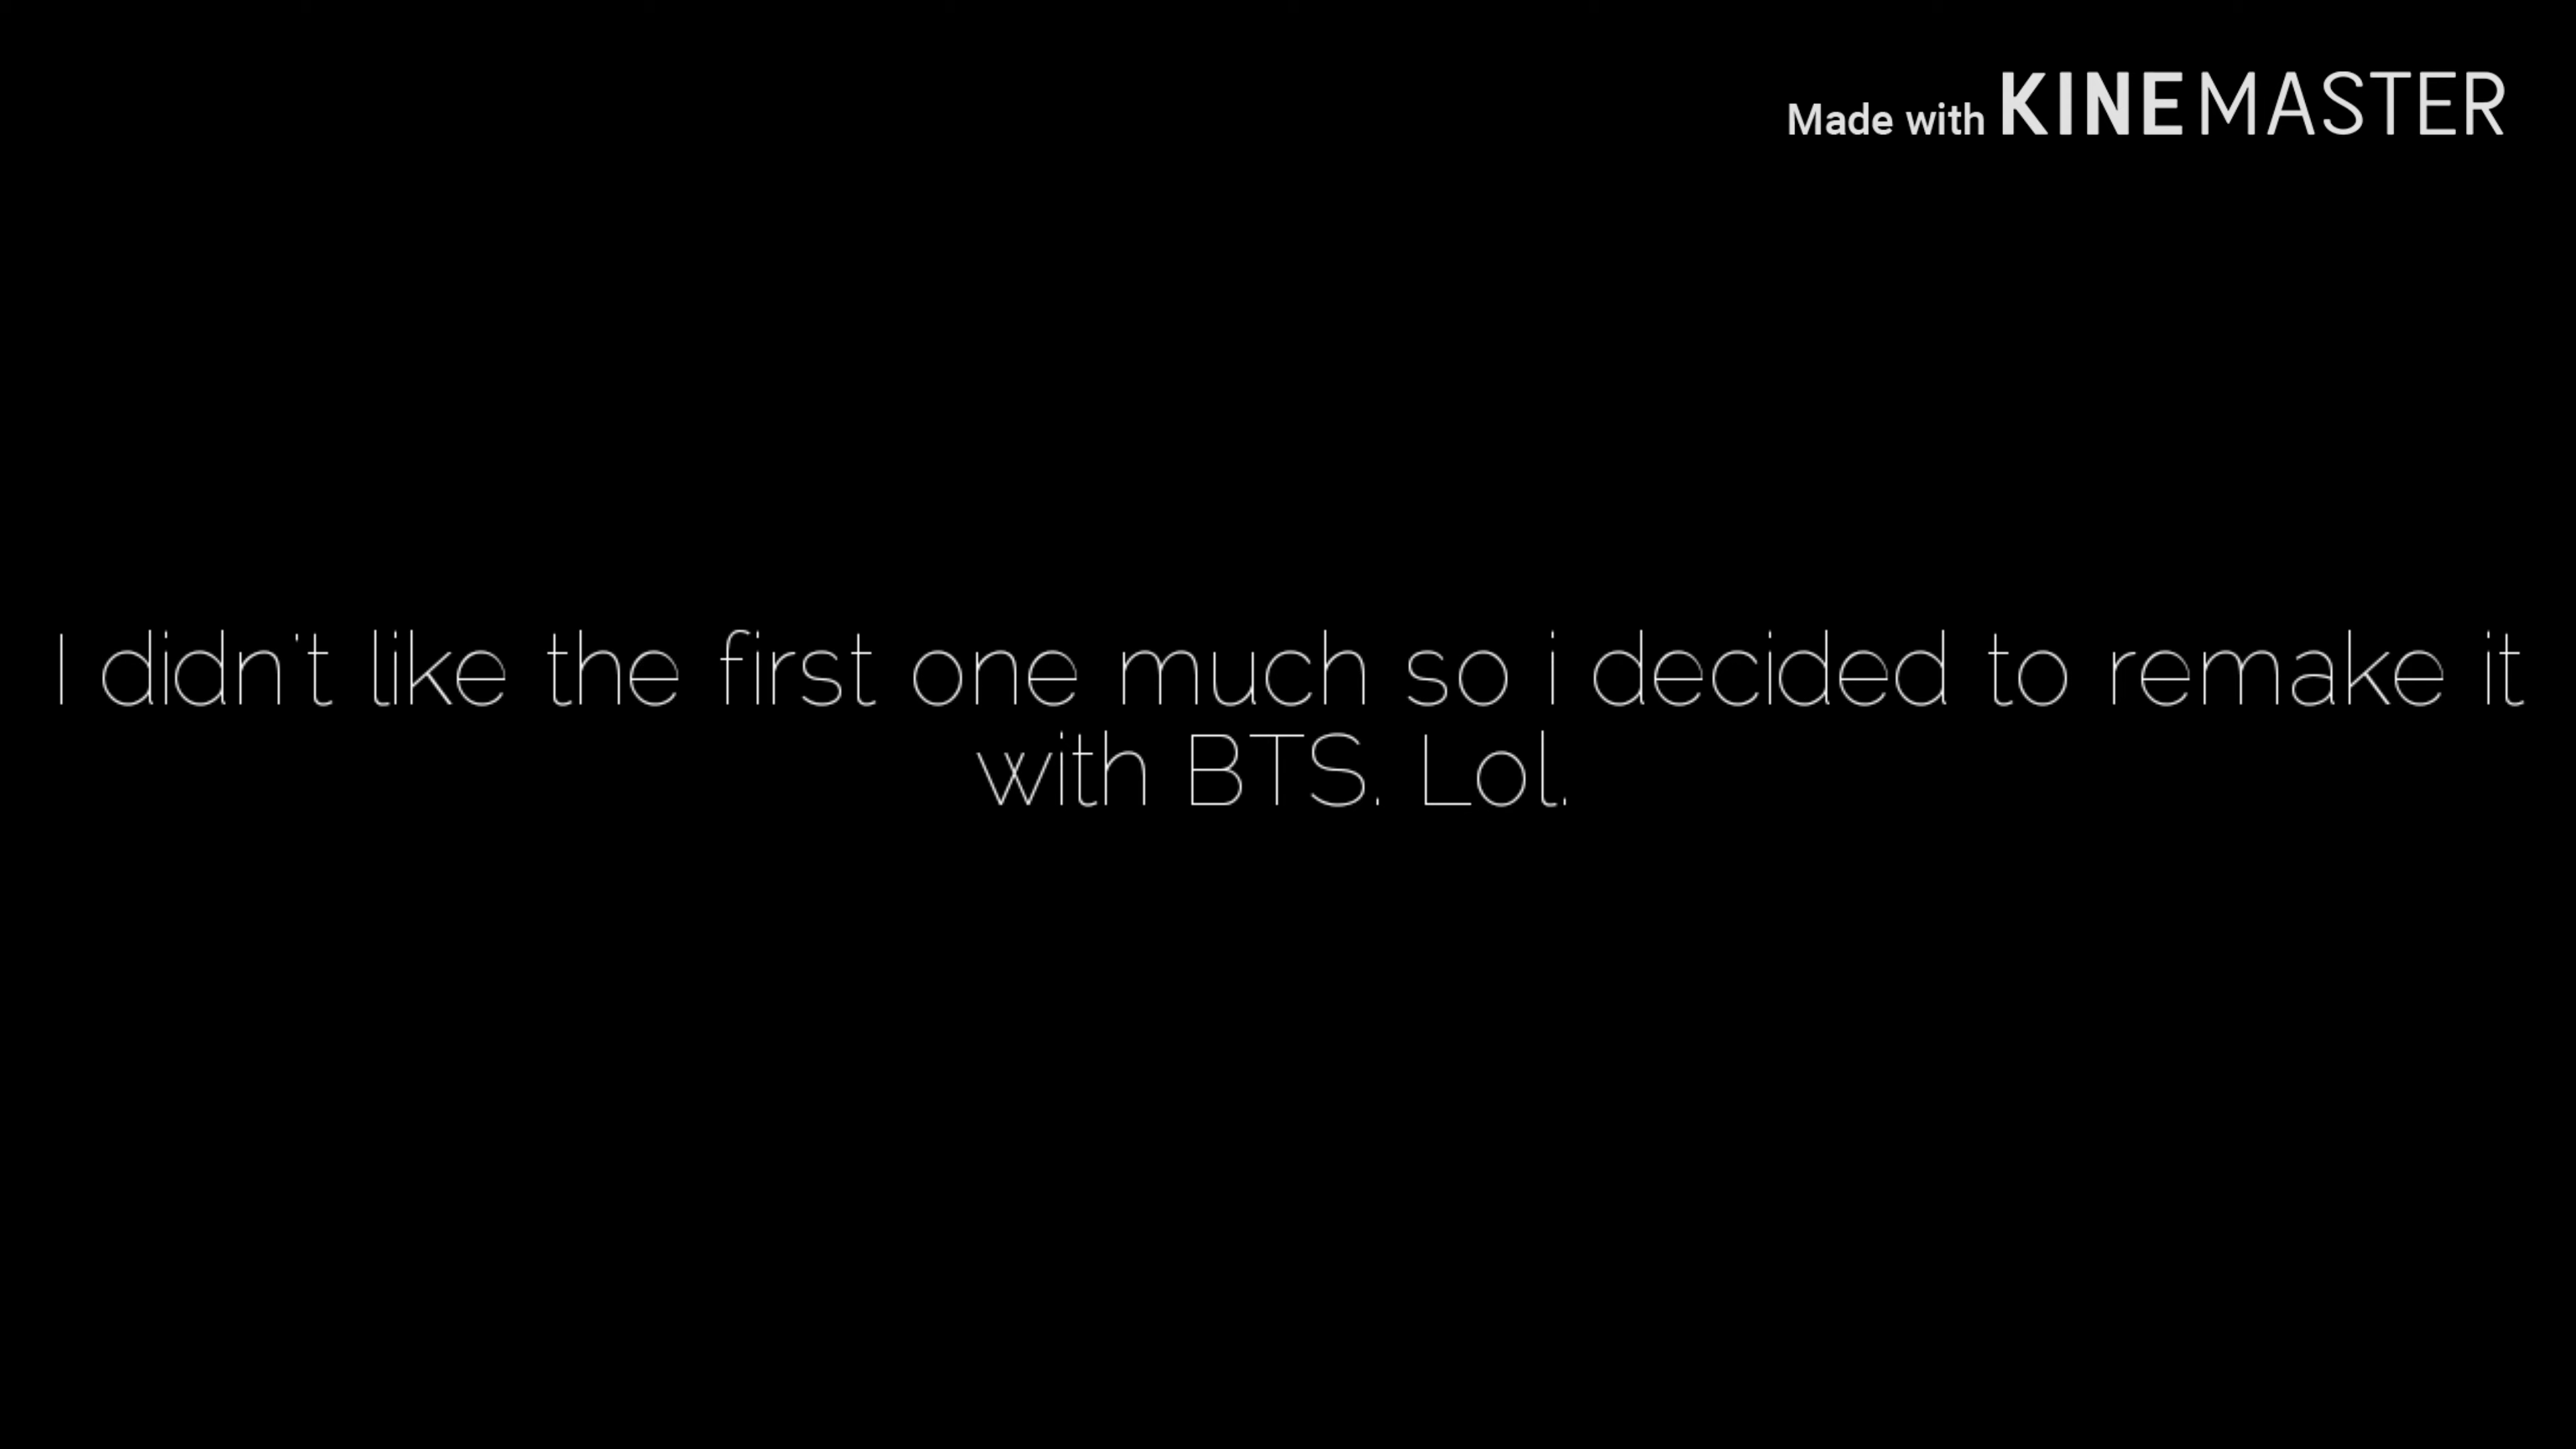 Made with KINEMASTER
I didn't like the first one much so i decided to remake it
with BTS. Lol.